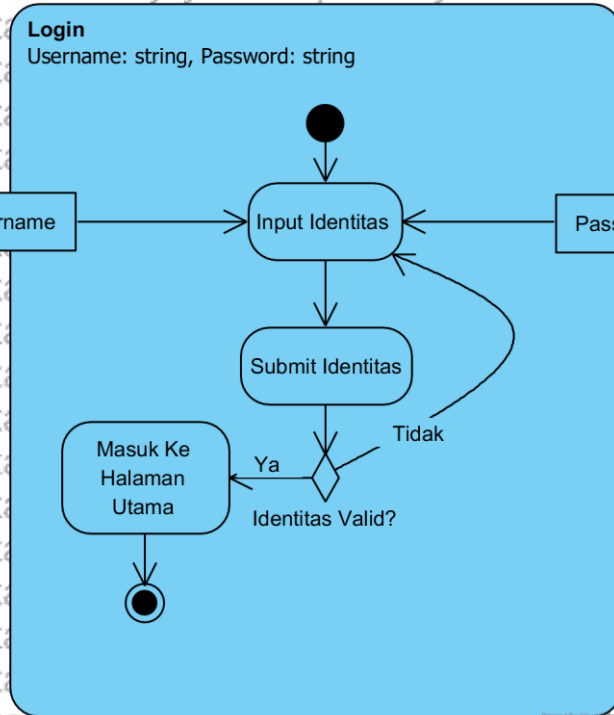 Login
Username: string, Password: string
rname
Input Identitas
Pass
Submit Identitas
Tidak
Masuk Ke
Halaman
Utama
Ya
Identitas Valid?